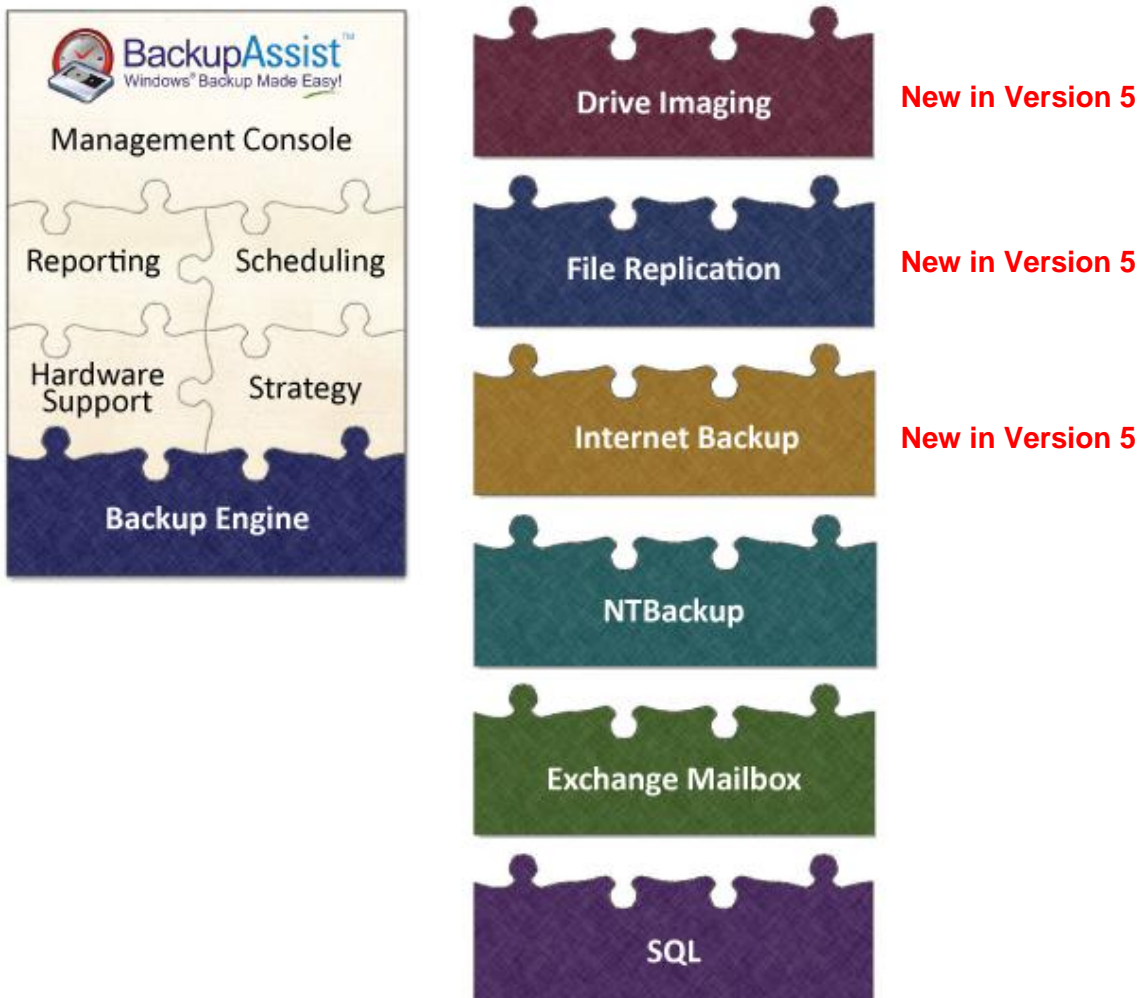 BackupAssist™
Windows® Backup Made Easy!
Management Console
Reporting
Scheduling
Hardware
Support
Strategy
Backup Engine
Drive Imaging
New in Version 5
File Replication
New in Version 5
Internet Backup
New in Version 5
NTBackup
Exchange Mailbox
SQL